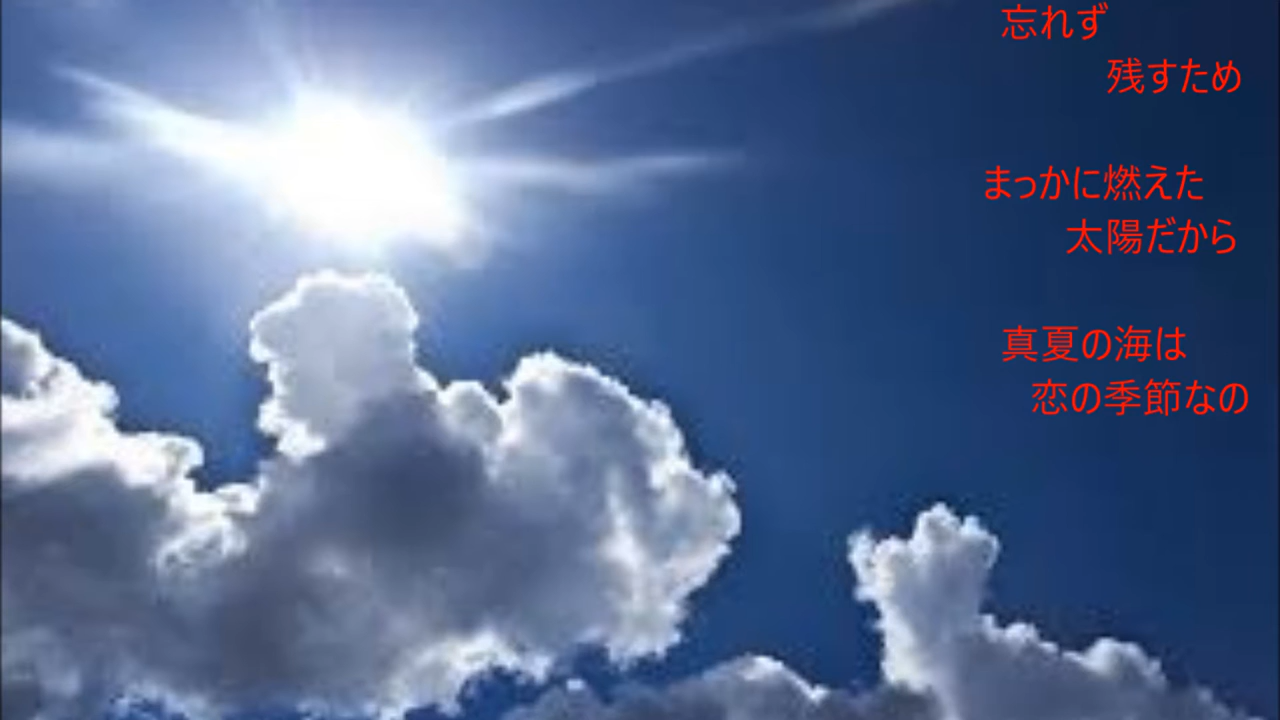 忘れず
残すため
まっかに燃えた
太陽だから
真夏の海は
恋の季節なの